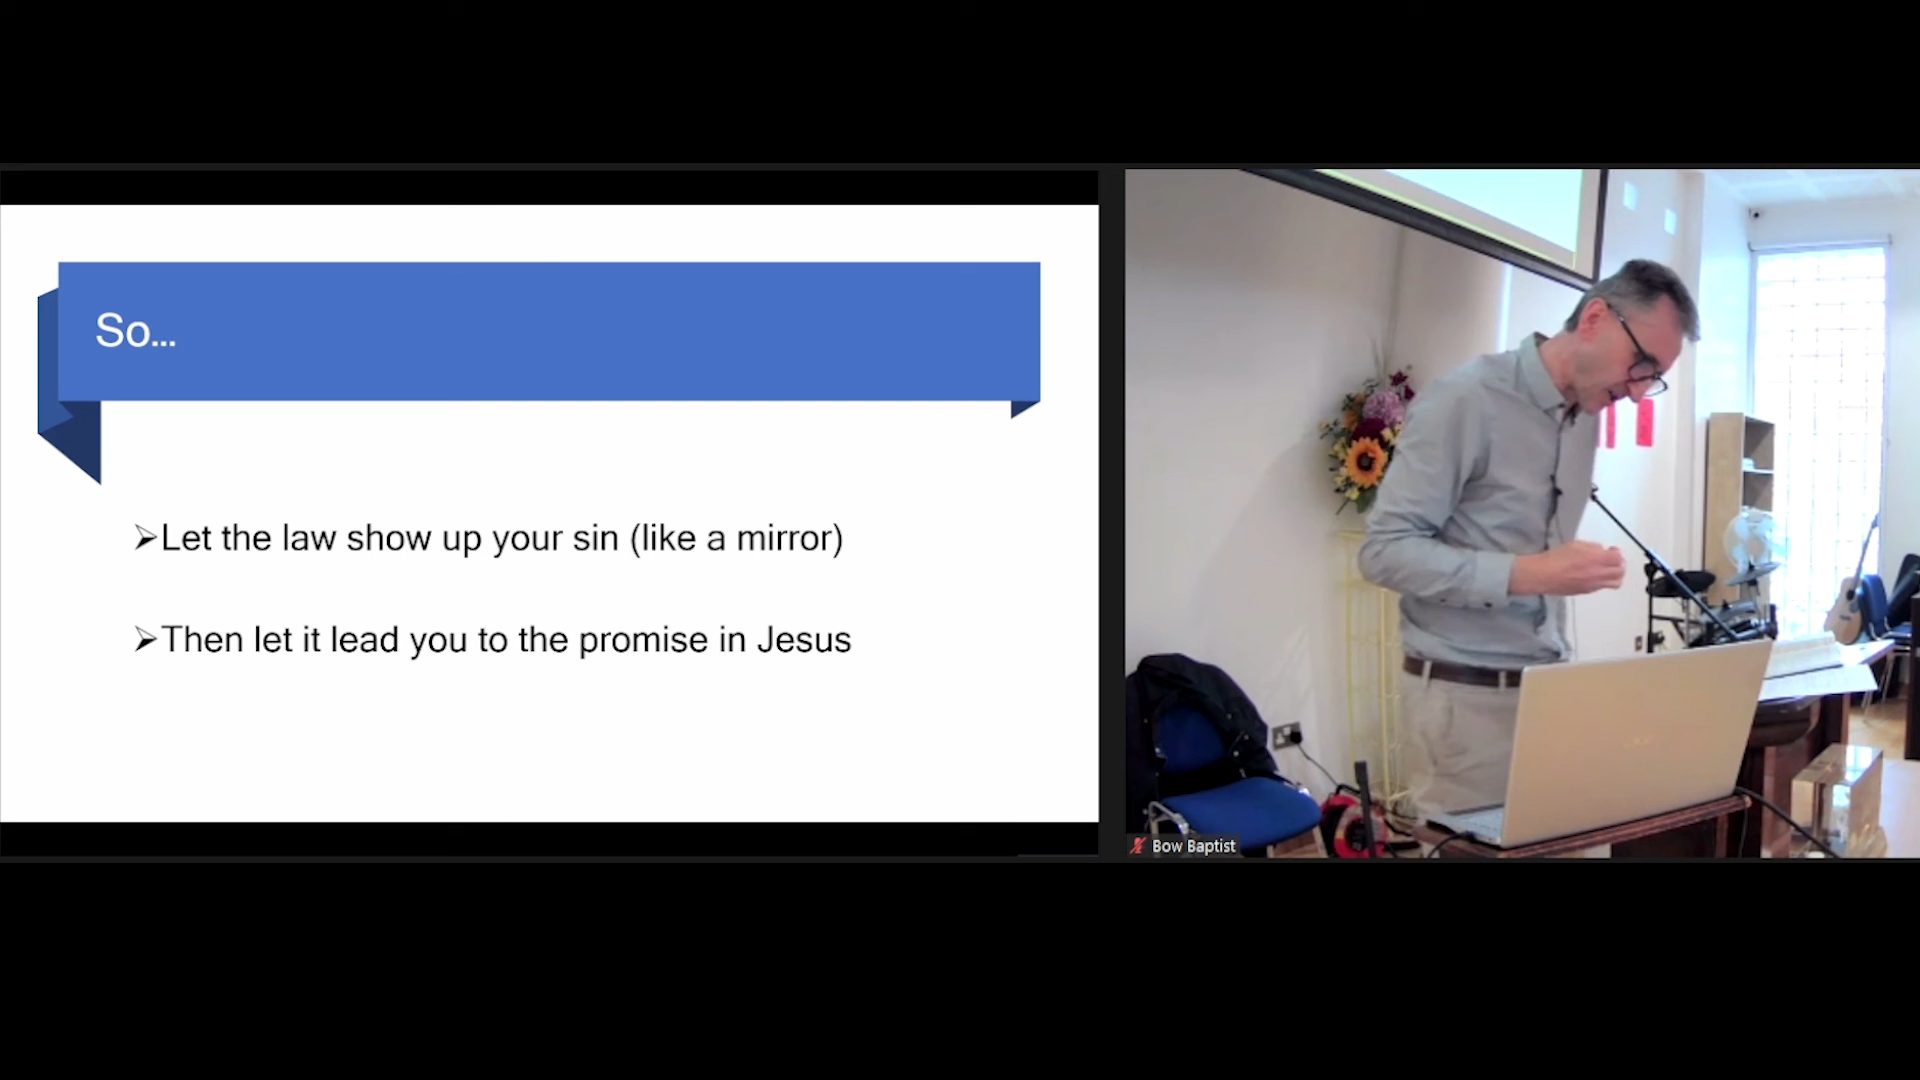 So...
➢Let the law show up your sin (like a mirror)
➢Then let it lead you to the promise in Jesus
Bow Baptist